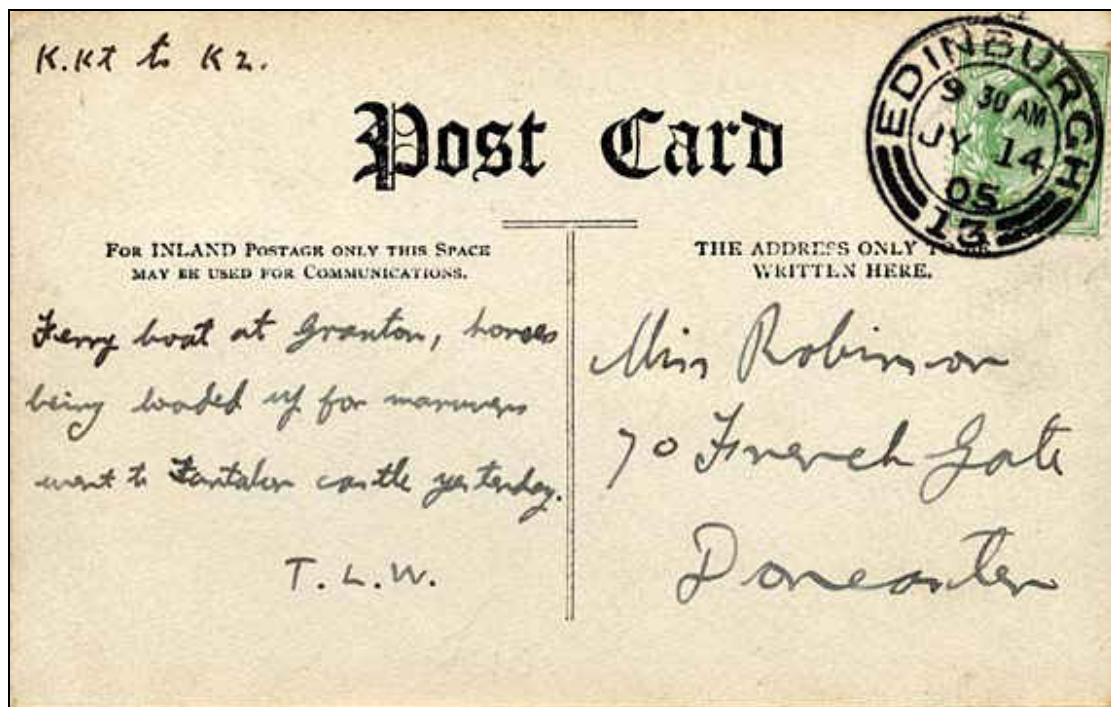 K.Kt to K2.
Post Card
EDINBURGH
9 30 AM
JY 14
05
13
FOR INLAND POSTAGE ONLY THIS SPACE
MAY BE USED FOR COMMUNICATIONS.
THE ADDRESS ONLY TO BE
WRITTEN HERE.
Ferry boat at Granton, horses
being loaded up for manuvers
went to Tantalon castle yesterday.
T. L. W.
Miss Robinson
70 French Gate
Doncaster